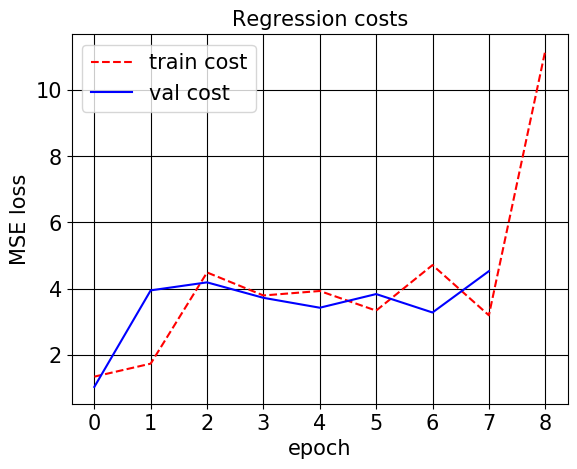 Regression costs
train cost
val cost
MSE loss
10
8
6
4
2
0 1 2 3 4 5 6 7 8
epoch